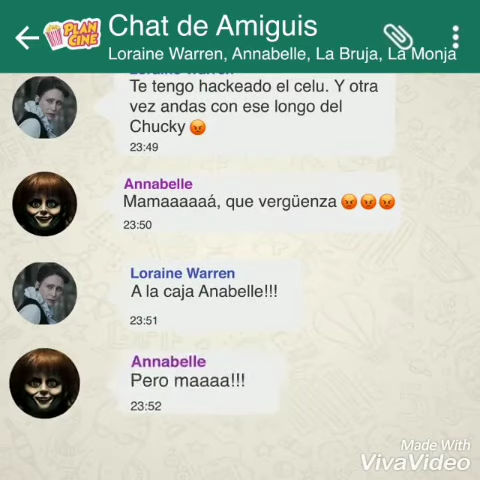 PLAN CINE
Chat de Amiguis
Loraine Warren, Annabelle, La Bruja, La Monja
Loraine Warren
Te tengo hackeado el celu. Y otra
vez andas con ese longo del
Chucky
23:49
Annabelle
Mamaaaaaá, que vergüenza
23:50
Loraine Warren
A la caja Anabelle!!!
23:51
Annabelle
Pero maaaa!!!
23:52
Made With
VivaVideo